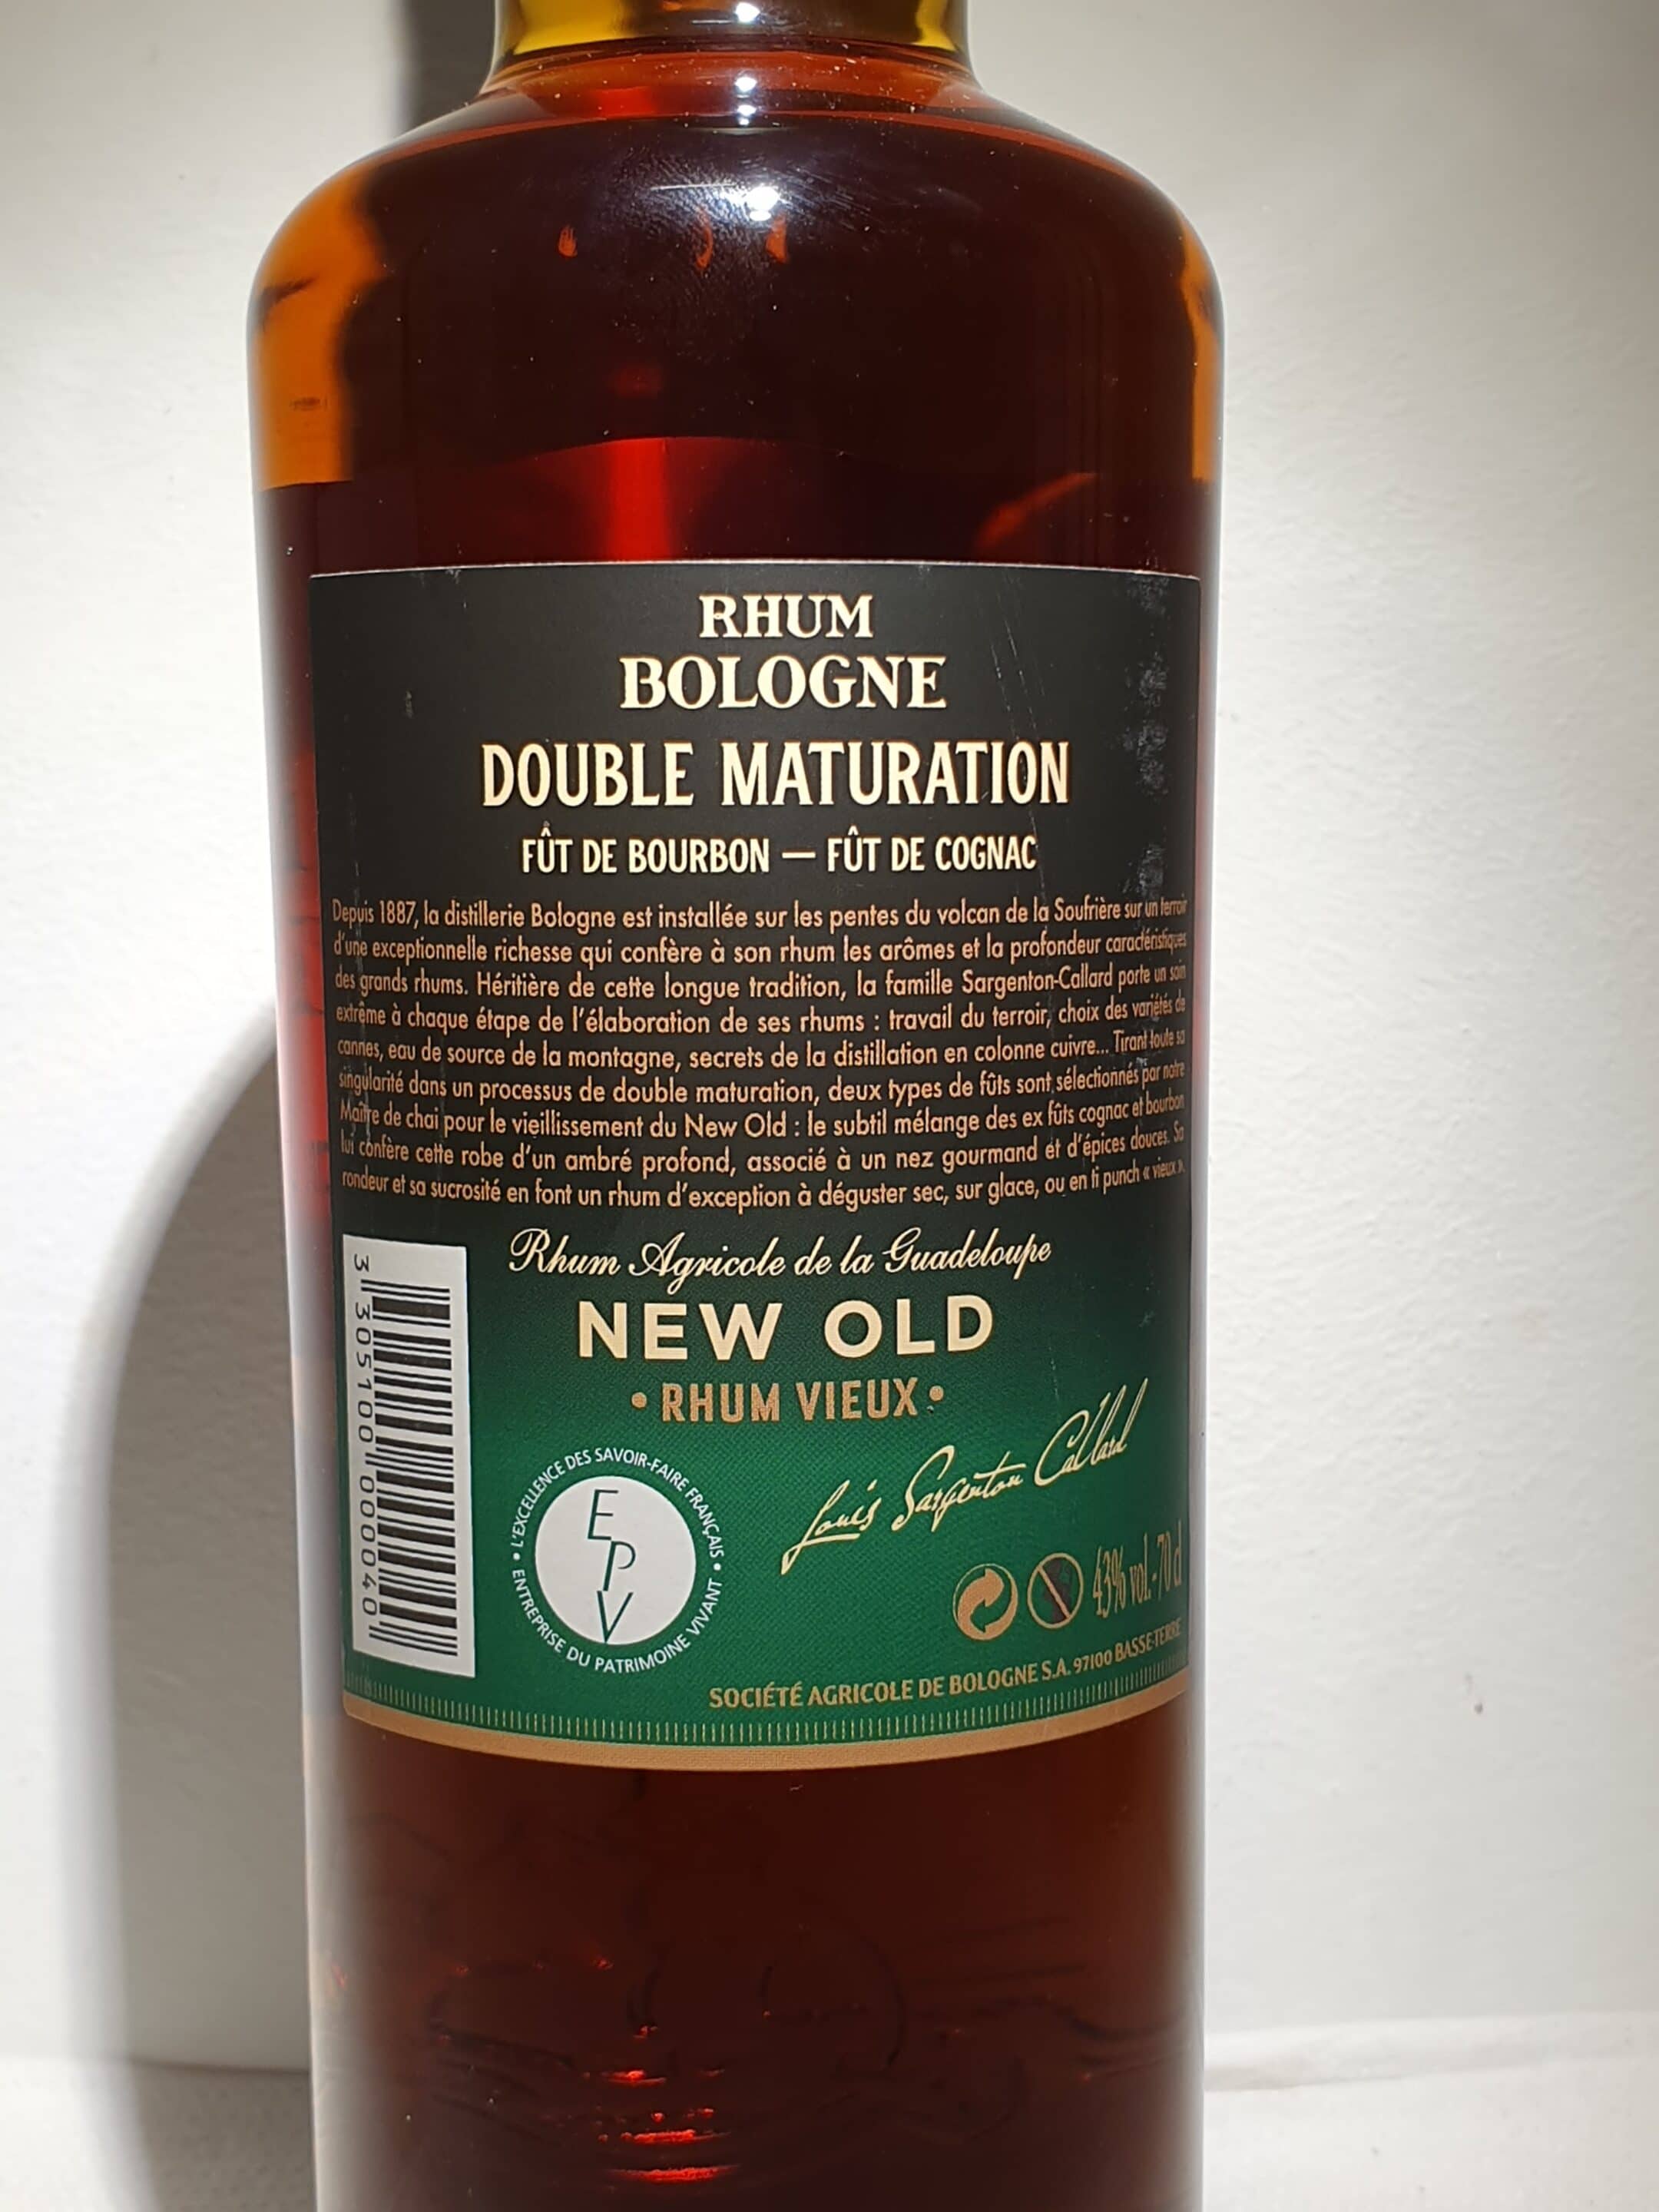 RHUM
BOLOGNE
DOUBLE MATURATION
FÛT DE BOURBON — FÛT DE COGNAC
Depuis 1887, la distillerie Bologne est installée sur les pentes du volcan de la Soufrière sur un terroir
d'une exceptionnelle richesse qui confère à son rhum les arômes et la profondeur caractéristiques
des grands rhums. Héritière de cette longue tradition, la famille Sargenton-Callard porte un soin
extrême à chaque étape de l'élaboration de ses rhums : travail du terroir, choix des variétés de
cannes, eau de source de la montagne, secrets de la distillation en colonne cuivre... Tirant toute sa
singularité dans un processus de double maturation, deux types de fûts sont sélectionnés par notre
Maître de chai pour le vieillissement du New Old : le subtil mélange des ex fûts cognac et bourbon
lui confère cette robe d'un ambré profond, associé à un nez gourmand et d'épices douces. Sa
rondeur et sa sucrosité en font un rhum d'exception à déguster sec, sur glace, ou en ti punch « vieux ».
Rhum Agricole de la Guadeloupe
NEW OLD
• RHUM VIEUX •
3 305100 000040
• L'EXCELLENCE DES SAVOIR-FAIRE FRANÇAIS •
ENTREPRISE DU PATRIMOINE VIVANT
E
P
V
Louis Sargenton Callard
43% vol.-70 cl
SOCIÉTÉ AGRICOLE DE BOLOGNE S.A. 97100 BASSE-TERRE